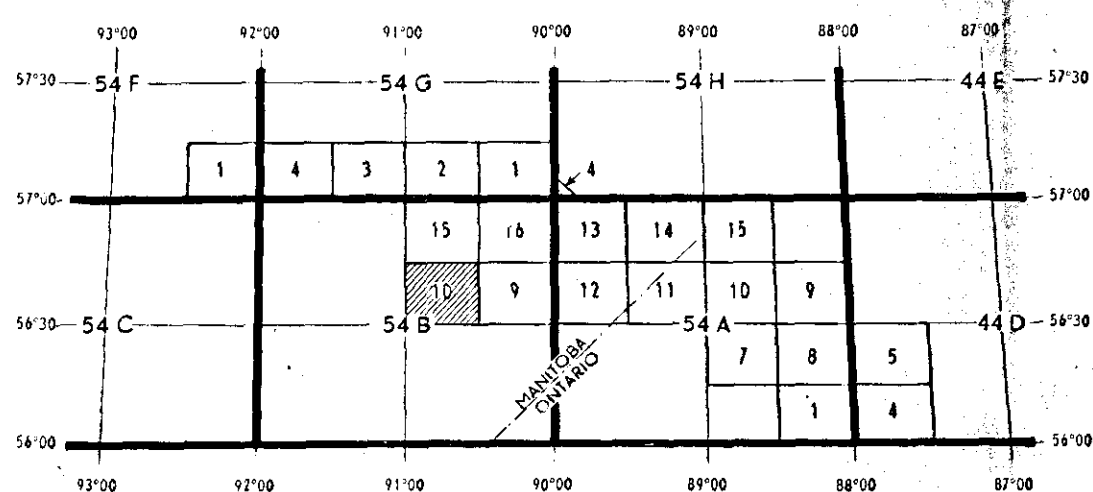 93°00 92°00 91°00 90°00 89°00 88°00 87°00
57°30 54 F 54 G 54 H 44 E 57°30
1 4 3 2 1 4
57°00 57°00
15 16 13 14 15
10 9 12 11 10 9
56°30 54 C 54 B 54 A 44 D 56°30
7 8 5
MANITOBA
ONTARIO
1 4
56°00 56°00
93°00 92°00 91°00 90°00 89°00 88°00 87°00